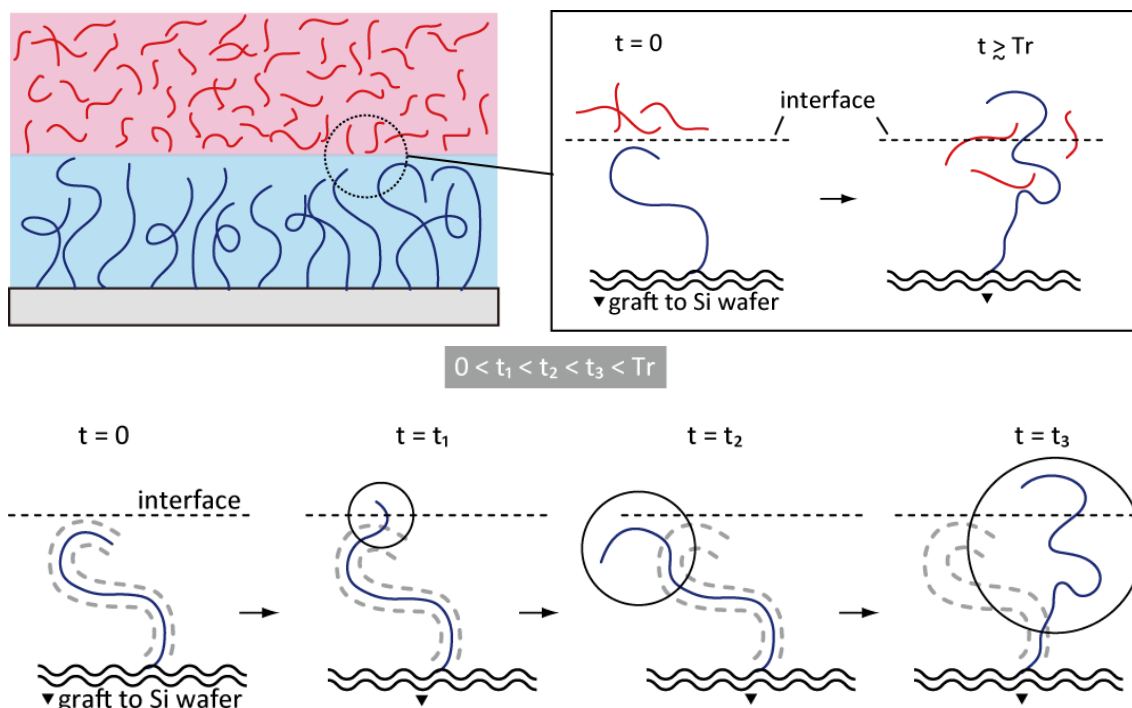 t = 0
t ≳ Tr
interface
▼graft to Si wafer
▼
0 < t₁ < t₂ < t₃ < Tr
t = 0
t = t₁
t = t₂
t = t₃
interface
▼graft to Si wafer
▼
▼
▼